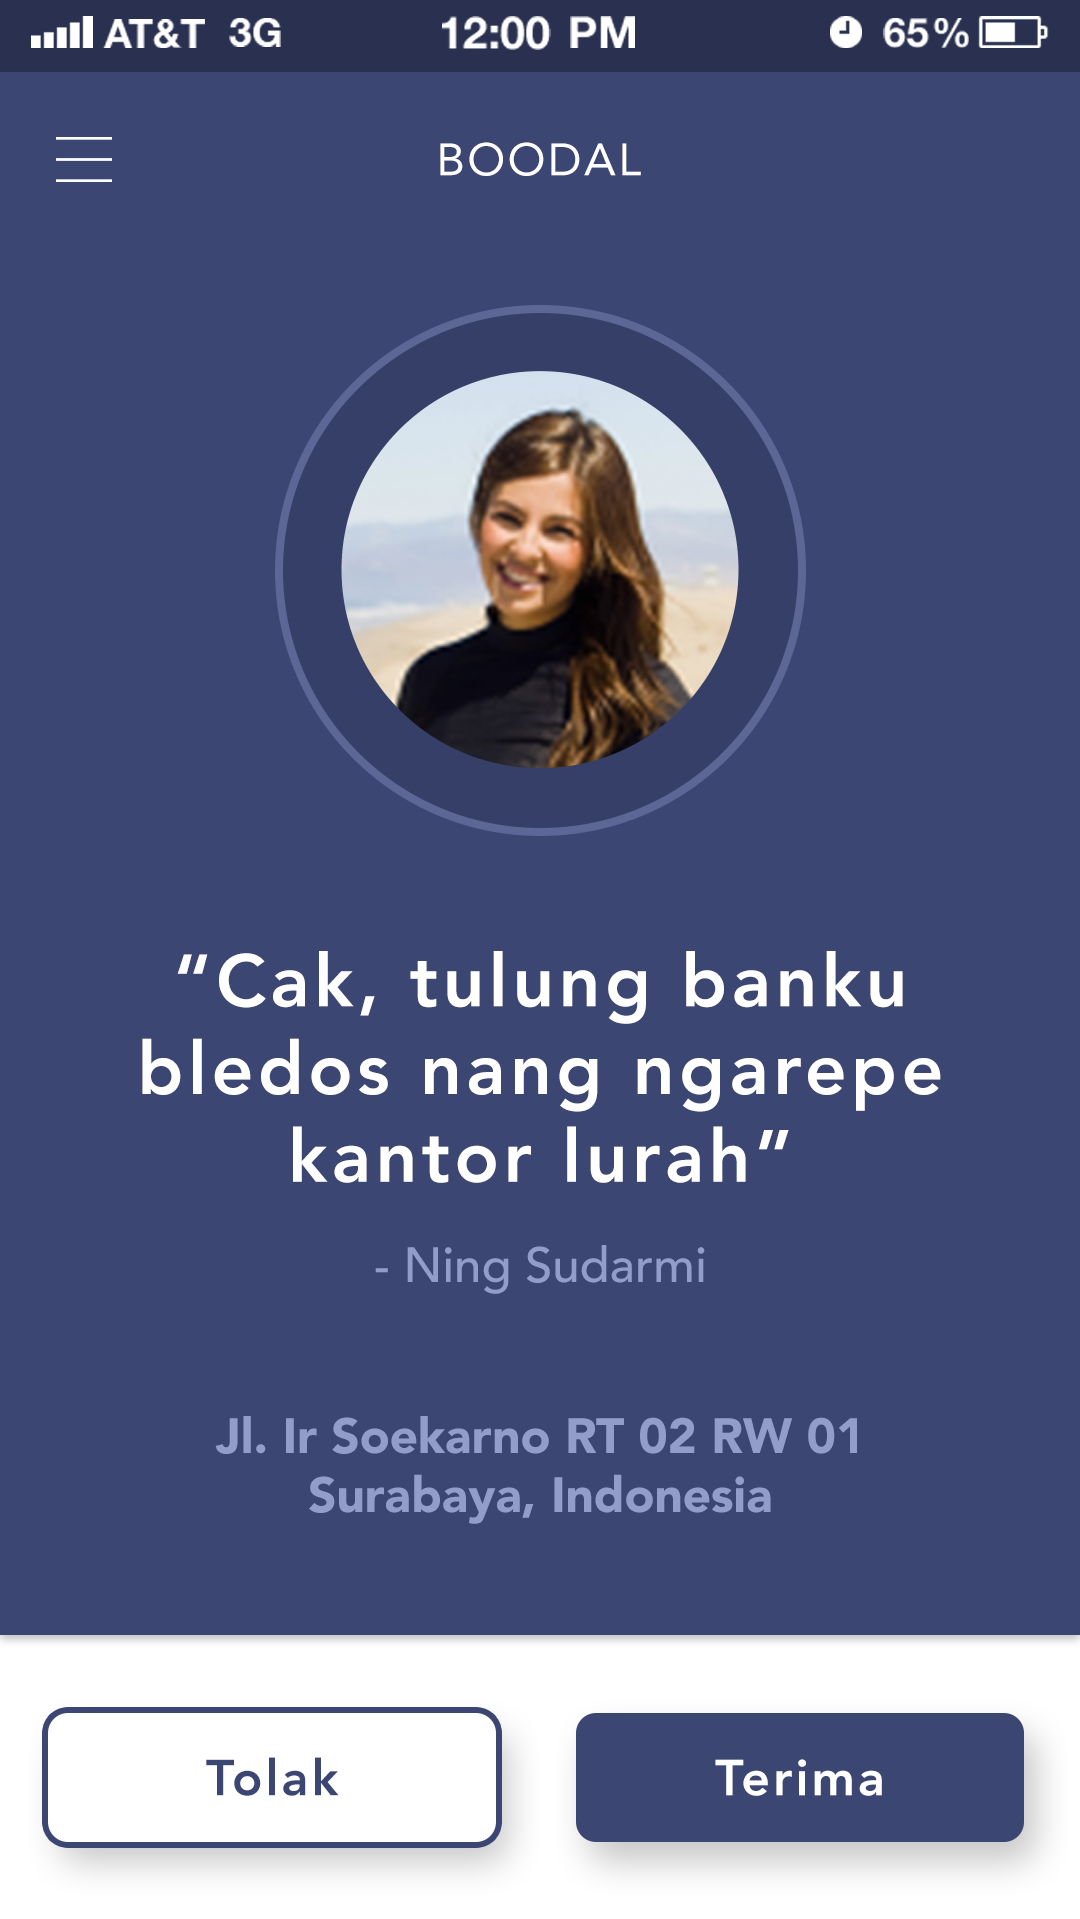 AT&T 3G 12:00 PM 65%
BOODAL
“Cak, tulung banku
bledos nang ngarepe
kantor lurah”
- Ning Sudarmi
Jl. Ir Soekarno RT 02 RW 01
Surabaya, Indonesia
Tolak Terima